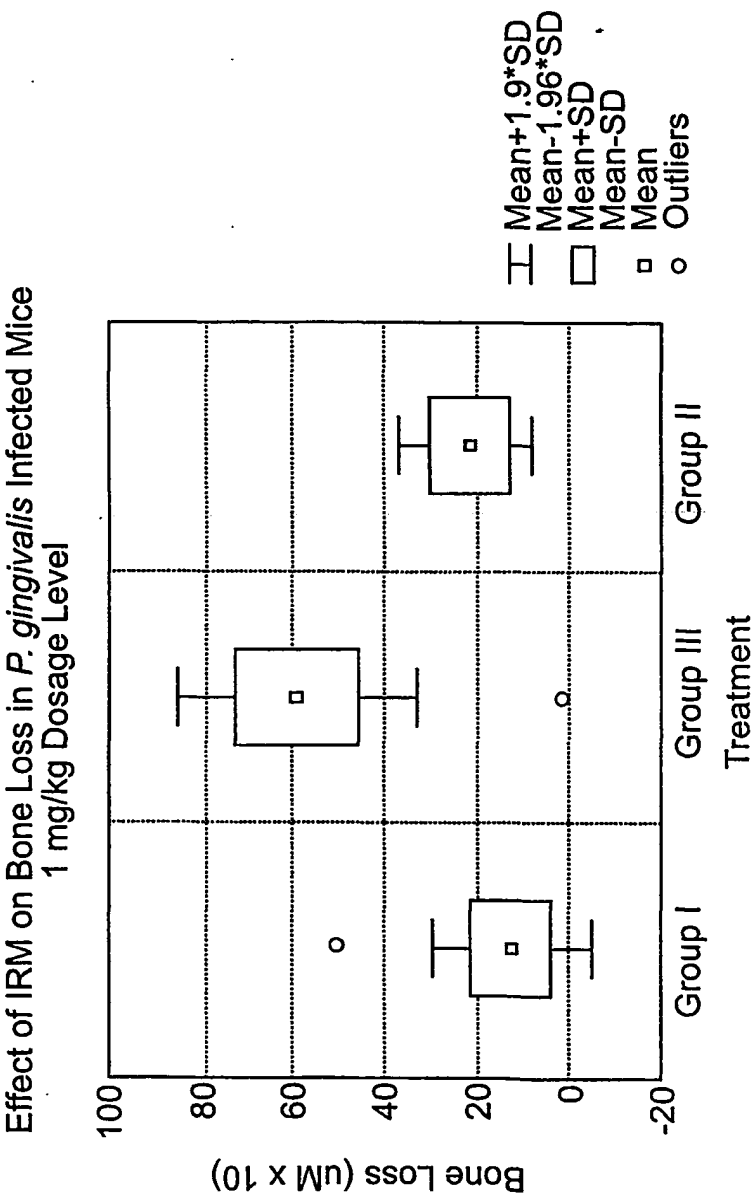 Effect of IRM on Bone Loss in P. gingivalis Infected Mice
1 mg/kg Dosage Level
Bone Loss (uM x 10)
100
80
60
40
20
0
-20
Group I
Group III
Group II
Treatment
Mean+1.9*SD
Mean-1.96*SD
Mean+SD
Mean-SD
Mean
Outliers